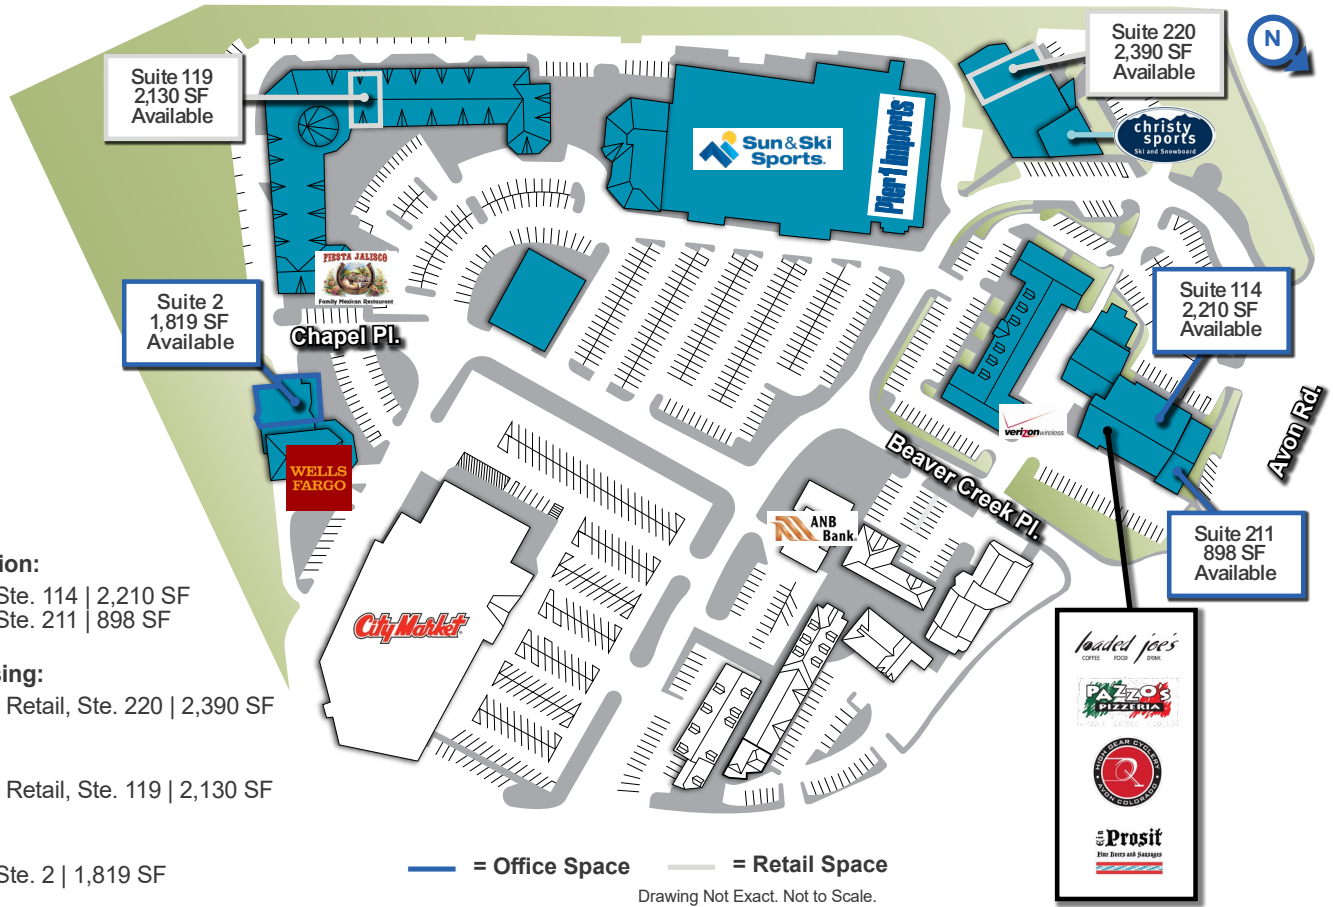 Suite 220
2,390 SF
Available
N
Suite 119
2,130 SF
Available
christy
sports
Ski and Snowboard
Sun & Ski
Sports.
Pier 1 imports
FIESTA JALISCO
Family Mexican Restaurant
Suite 2
1,819 SF
Available
Chapel Pl.
Suite 114
2,210 SF
Available
verizonwireless
Avon Rd.
WELLS
FARGO
Beaver Creek Pl.
ANB
Bank.
Suite 211
898 SF
Available
City Market
tion:
Ste. 114 | 2,210 SF
Ste. 211 | 898 SF
sing:
Retail, Ste. 220 | 2,390 SF
Retail, Ste. 119 | 2,130 SF
Ste. 2 | 1,819 SF
loaded joe's
COFFEE FOOD DRINK
PAZZO'S
PIZZERIA
HIGH GEAR CYCLERY
AVON COLORADO
Ein Prosit
Fine Beers and Sausages
= Office Space = Retail Space
Drawing Not Exact. Not to Scale.